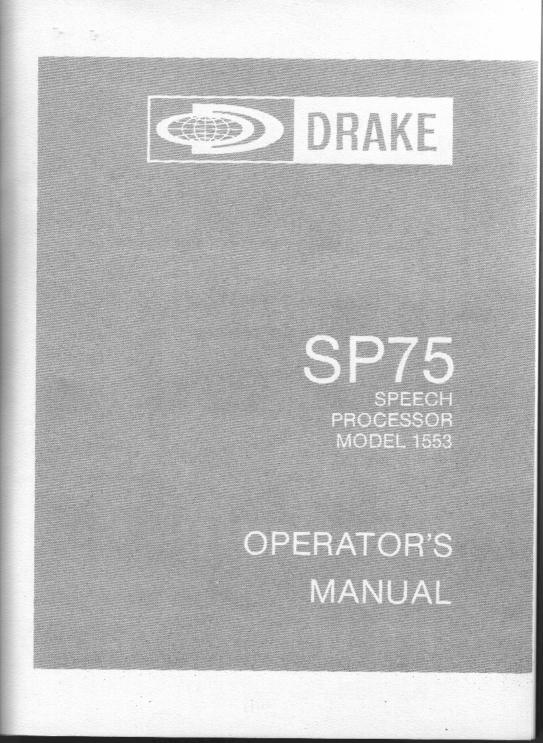 DRAKE
SP75
SPEECH
PROCESSOR
MODEL 1553
OPERATOR'S
MANUAL